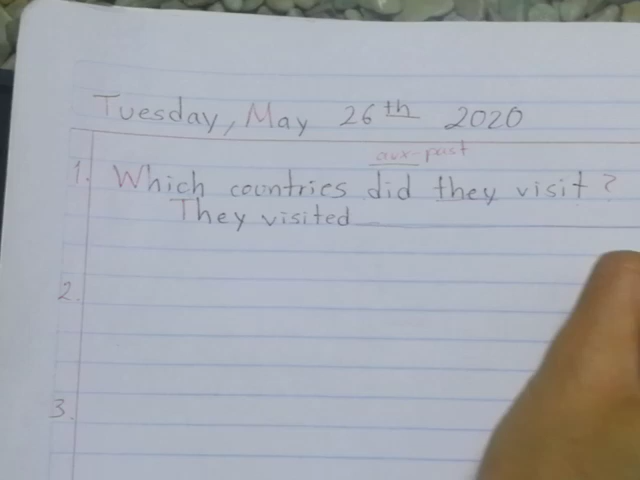 Tuesday, May 26th 2020
aux-past
1. Which countries did they visit?
They visited
2.
3.